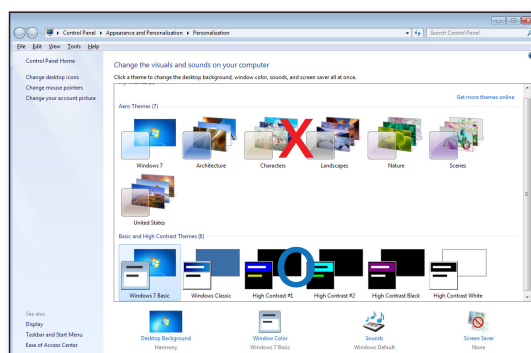 Control Panel Appearance and Personalization Personalization
Search Control Panel
File Edit View Tools Help
Control Panel Home
Change desktop icons
Change mouse pointers
Change your account picture
Change the visuals and sounds on your computer
Click a theme to change the desktop background, window color, sounds, and screen saver all at once.
Get more themes online
Aero Themes (7)
Windows 7 Architecture Characters Landscapes Nature Scenes
X
United States
Basic and High Contrast Themes (6)
Windows 7 Basic Windows Classic High Contrast #1 High Contrast #2 High Contrast Black High Contrast White
O
See also
Display
Taskbar and Start Menu
Ease of Access Center
Desktop Background Window Color Sounds Screen Saver
Harmony Windows 7 Basic Windows Default None